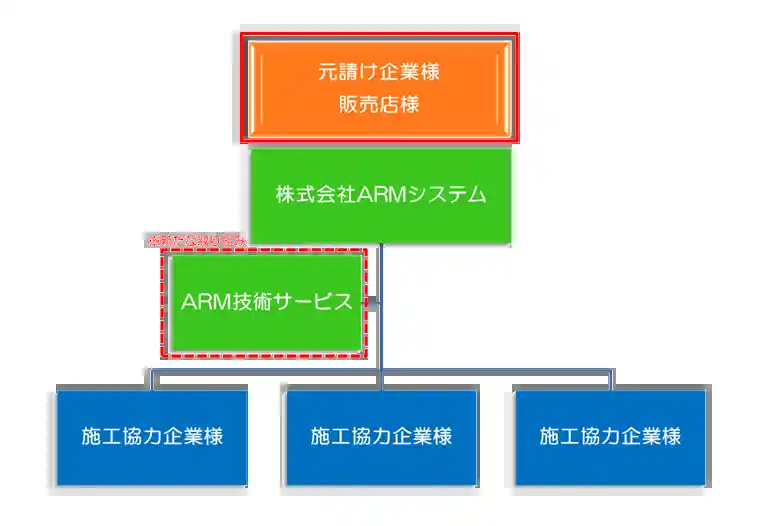 元請け企業様
販売店様
株式会社ARMシステム
※新たな取り組み
ARM技術サービス
施工協力企業様
施工協力企業様
施工協力企業様